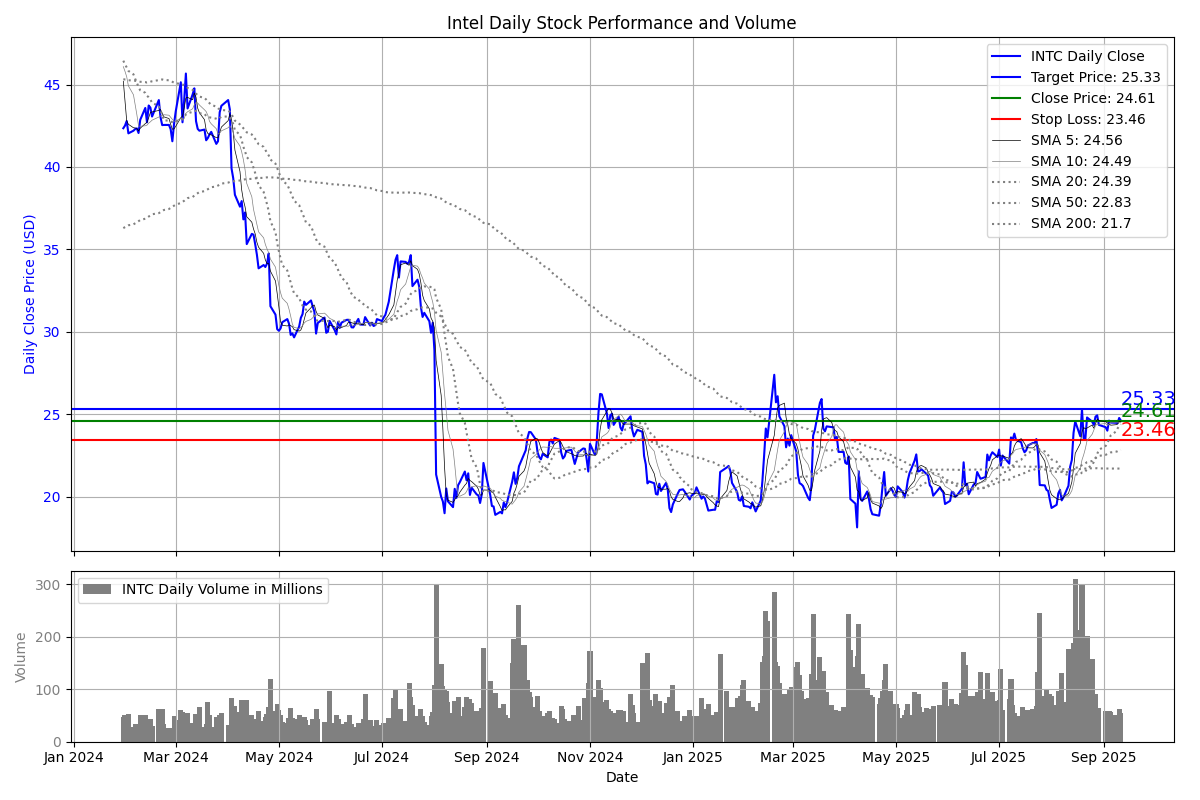 Intel Daily Stock Performance and Volume
Daily Close Price (USD)
45
40
35
30
25
20
INTC Daily Close
Target Price: 25.33
Close Price: 24.61
Stop Loss: 23.46
SMA 5: 24.56
SMA 10: 24.49
SMA 20: 24.39
SMA 50: 22.83
SMA 200: 21.7
25.33
24.61
23.46
Volume
300
200
100
0
INTC Daily Volume in Millions
Jan 2024
Mar 2024
May 2024
Jul 2024
Sep 2024
Nov 2024
Jan 2025
Mar 2025
May 2025
Jul 2025
Sep 2025
Date